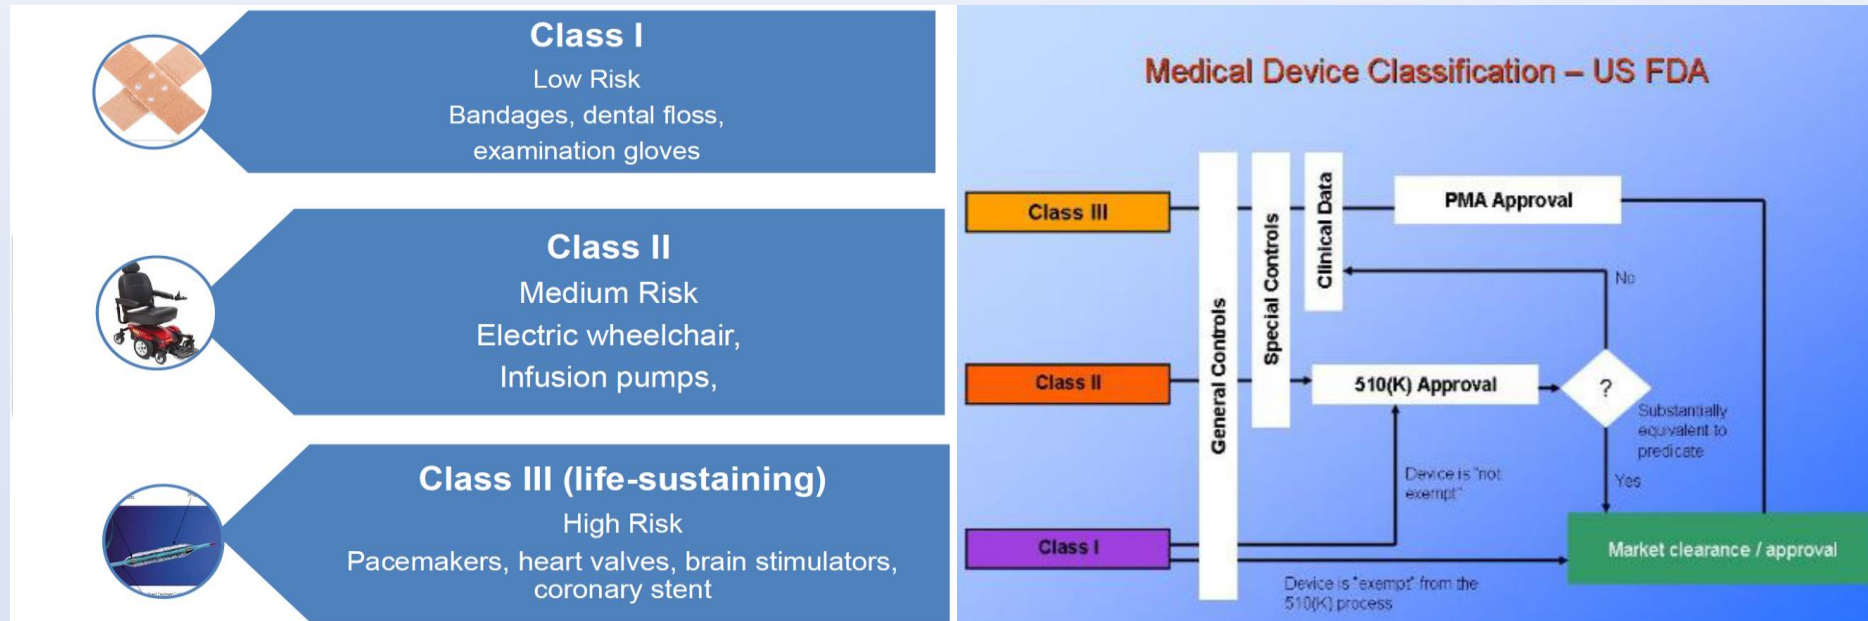 Class I
Low Risk
Bandages, dental floss,
examination gloves
Class II
Medium Risk
Electric wheelchair,
Infusion pumps,
Class III (life-sustaining)
High Risk
Pacemakers, heart valves, brain stimulators,
coronary stent
Medical Device Classification – US FDA
Class III
General Controls
Special Controls
Clinical Data
PMA Approval
No
Class II
510(K) Approval
?
Substantially
equivalent to
predicate
Device is "not
exempt"
Yes
Class I
Market clearance / approval
Device is "exempt" from the
510(K) process